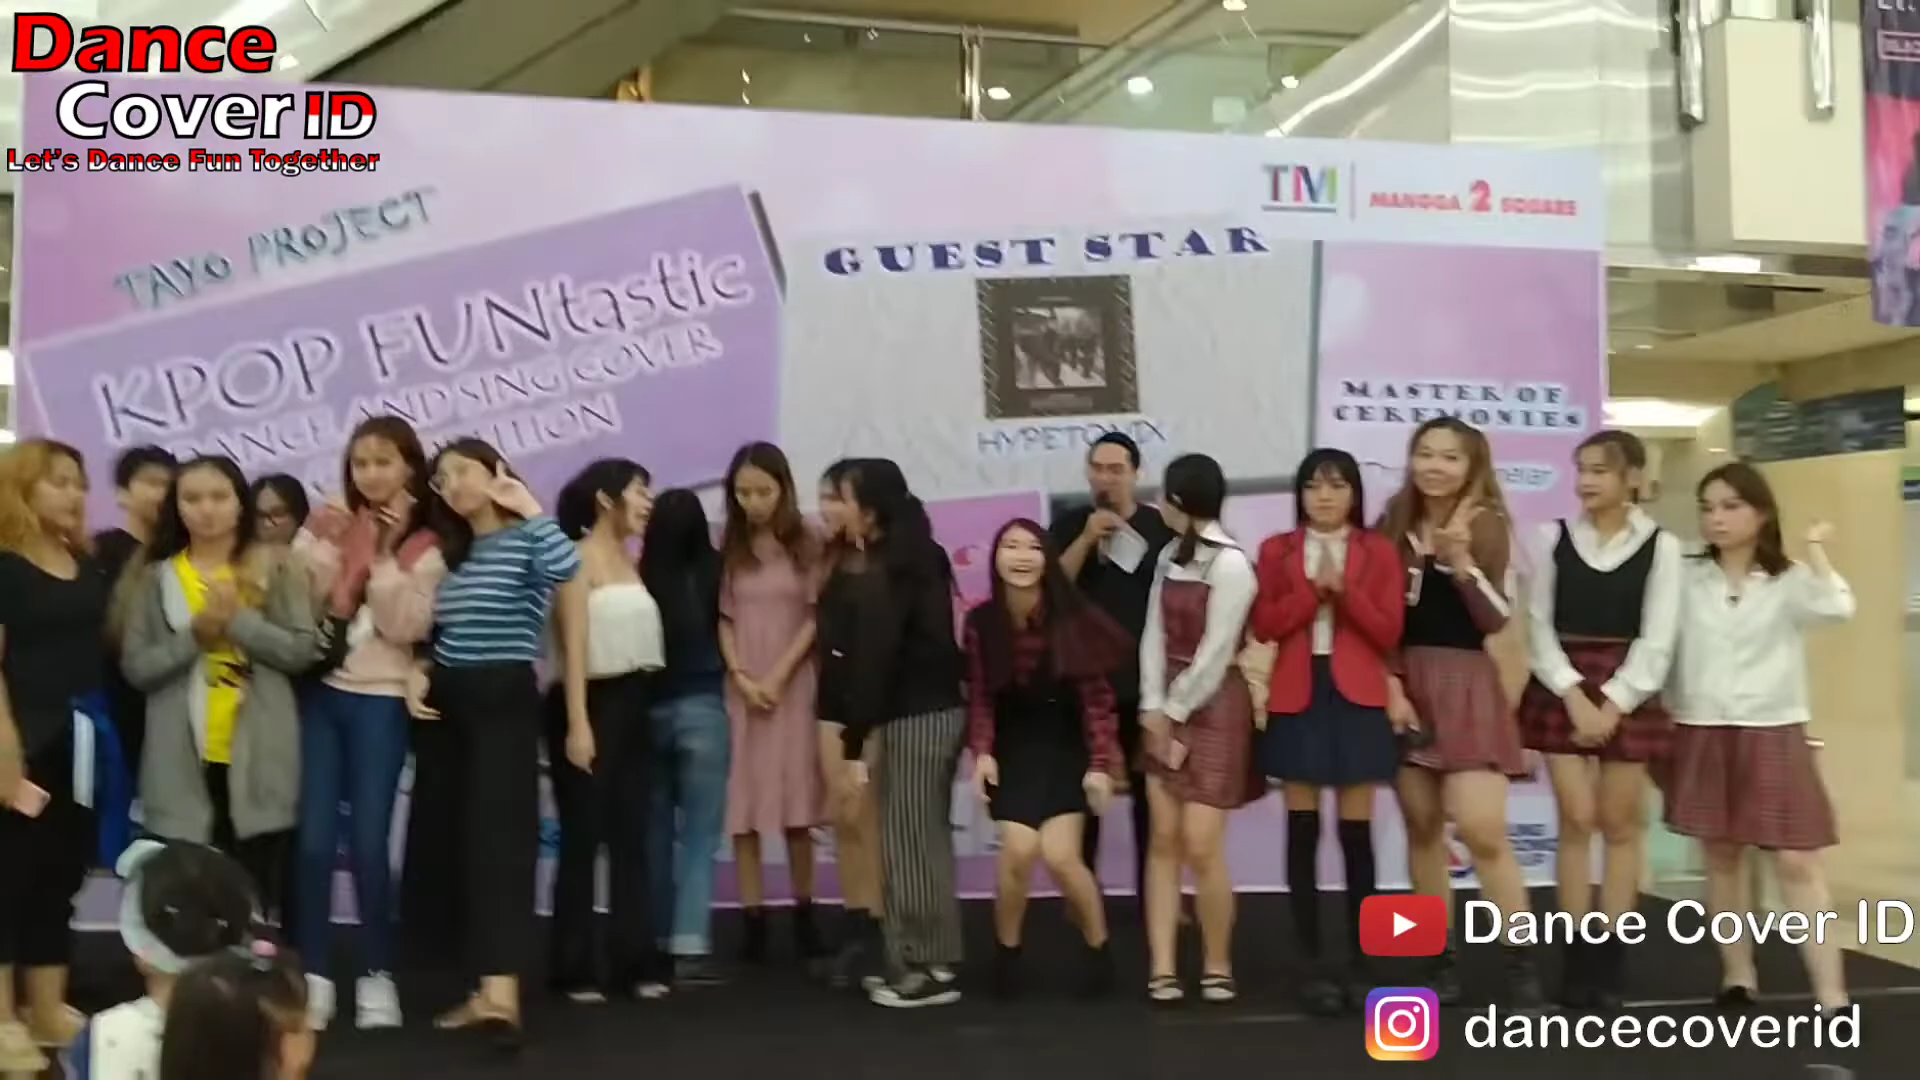 Dance
Cover ID
Let's Dance Fun Together
TAYO PROJECT
KPOP FUNtastic
DANCE AND SING COVER
TM
MANGGA 2 SQUARE
GUEST STAR
HYPETONIX
MASTER OF
CEREMONIES
Dance Cover ID
dancecoverid